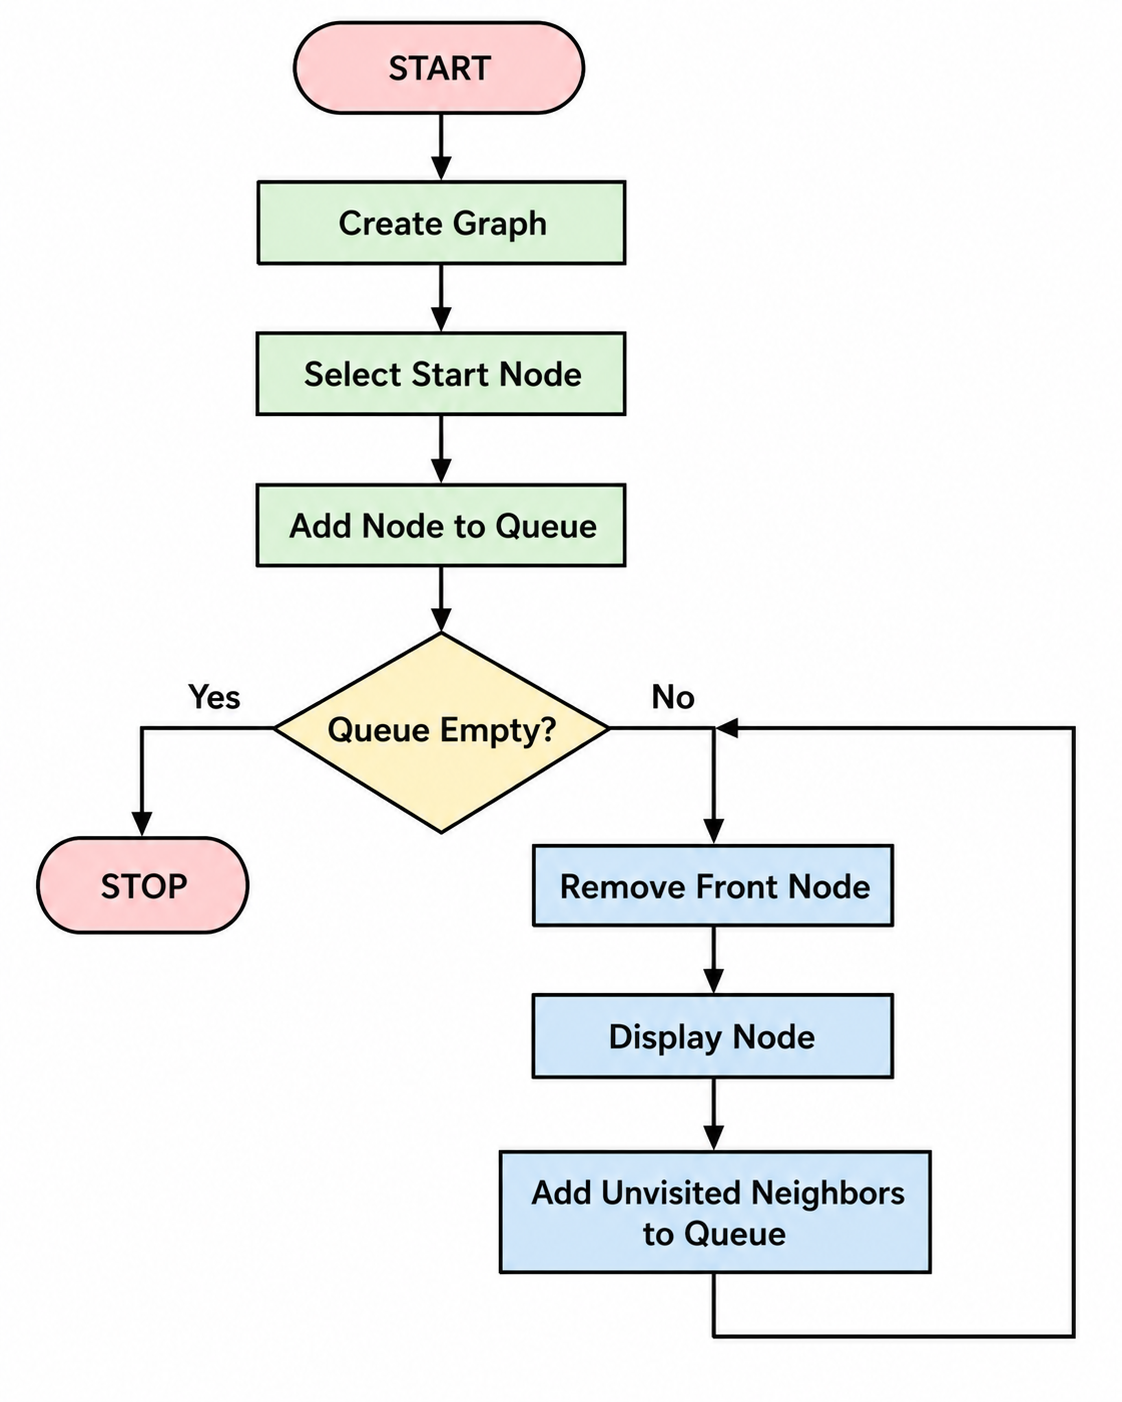 START
Create Graph
Select Start Node
Add Node to Queue
Queue Empty?
Yes
No
STOP
Remove Front Node
Display Node
Add Unvisited Neighbors
to Queue